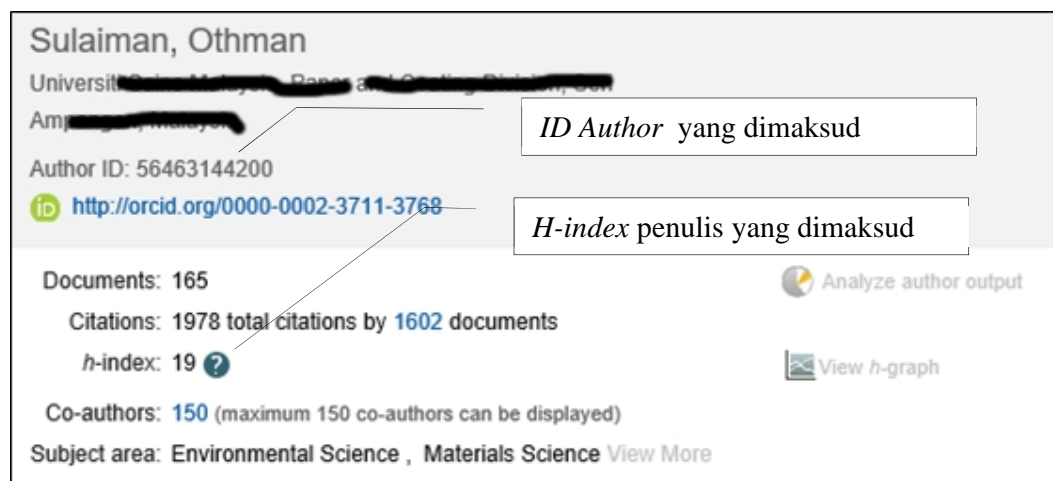 Sulaiman, Othman
Universiti
ID Author yang dimaksud
Author ID: 56463144200
http://orcid.org/0000-0002-3711-3768
H-index penulis yang dimaksud
Documents: 165
Analyze author output
Citations: 1978 total citations by 1602 documents
h-index: 19 ?
View h-graph
Co-authors: 150 (maximum 150 co-authors can be displayed)
Subject area: Environmental Science , Materials Science View More